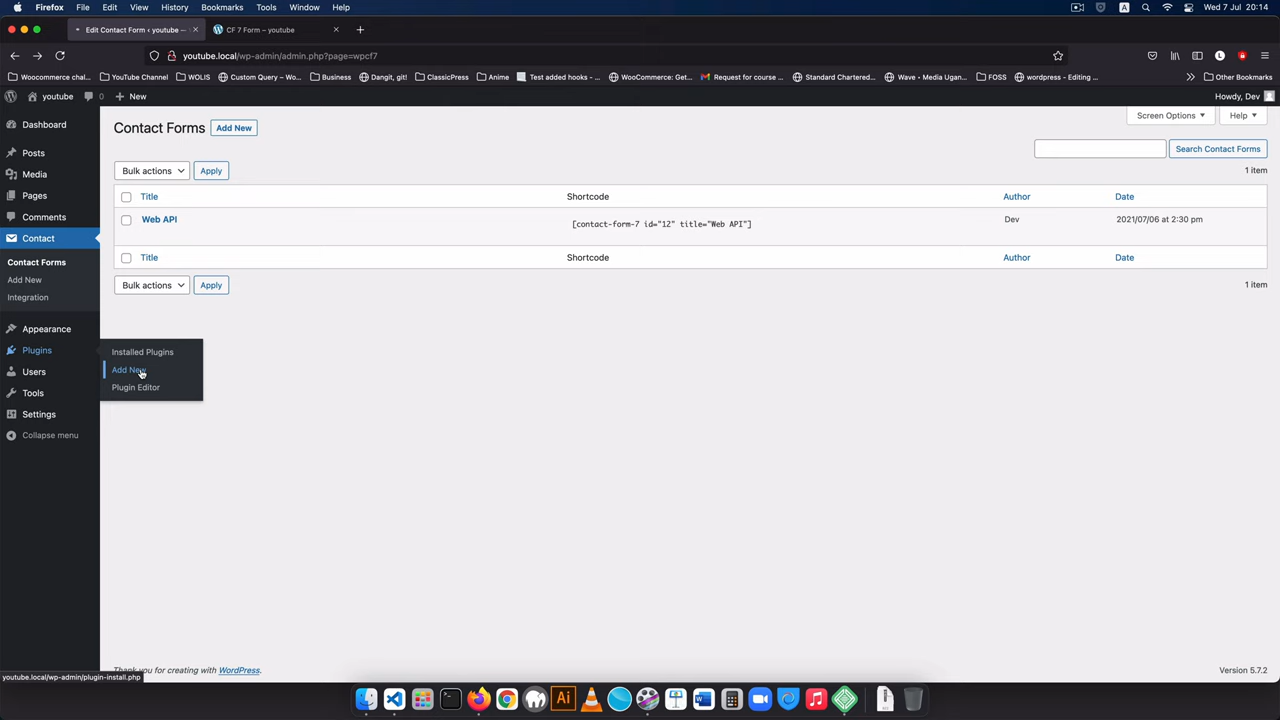 Firefox File Edit View History Bookmarks Tools Window Help A Wed 7 Jul 20:14
Edit Contact Form ‹ youtube — CF 7 Form – youtube
youtube.local/wp-admin/admin.php?page=wpcf7
Woocommerce chal... YouTube Channel WOLIS Custom Query – Wo... Business Dangit, git! ClassicPress Anime Test added hooks - ... WooCommerce: Get... Request for course ... Standard Chartered... Wave • Media Ugan... FOSS wordpress - Editing ... Other Bookmarks
youtube 0 New Howdy, Dev
Dashboard
Posts
Media
Pages
Comments
Contact
Contact Forms
Add New
Integration
Appearance
Plugins
Users
Tools
Settings
Collapse menu
Installed Plugins
Add New
Plugin Editor
Screen Options Help
Contact Forms Add New
Search Contact Forms
Bulk actions Apply 1 item
Title Shortcode Author Date
Web API [contact-form-7 id="12" title="Web API"] Dev 2021/07/06 at 2:30 pm
Title Shortcode Author Date
Bulk actions Apply 1 item
Thank you for creating with WordPress. Version 5.7.2
youtube.local/wp-admin/plugin-install.php
Ai